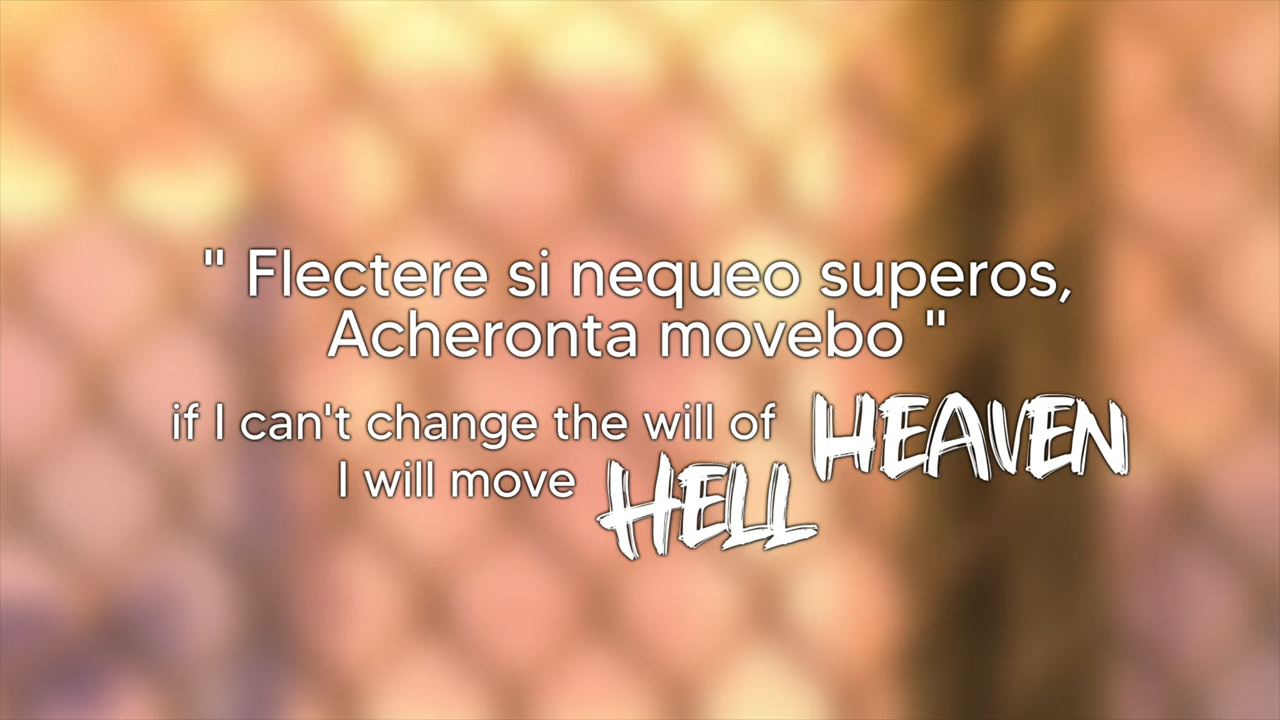 " Flectere si nequeo superos,
Acheronta movebo "
if I can't change the will of HEAVEN
I will move HELL